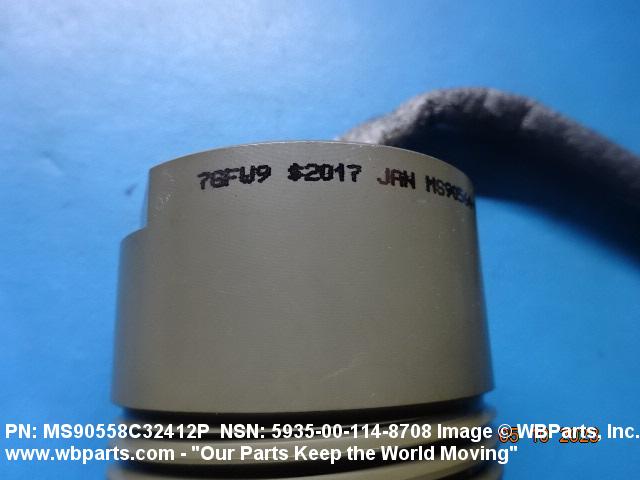 78FW9 $2017 JAN
PN: MS90558C32412P NSN: 5935-00-114-8708 Image © WBParts, Inc.
www.wbparts.com - "Our Parts Keep the World Moving"